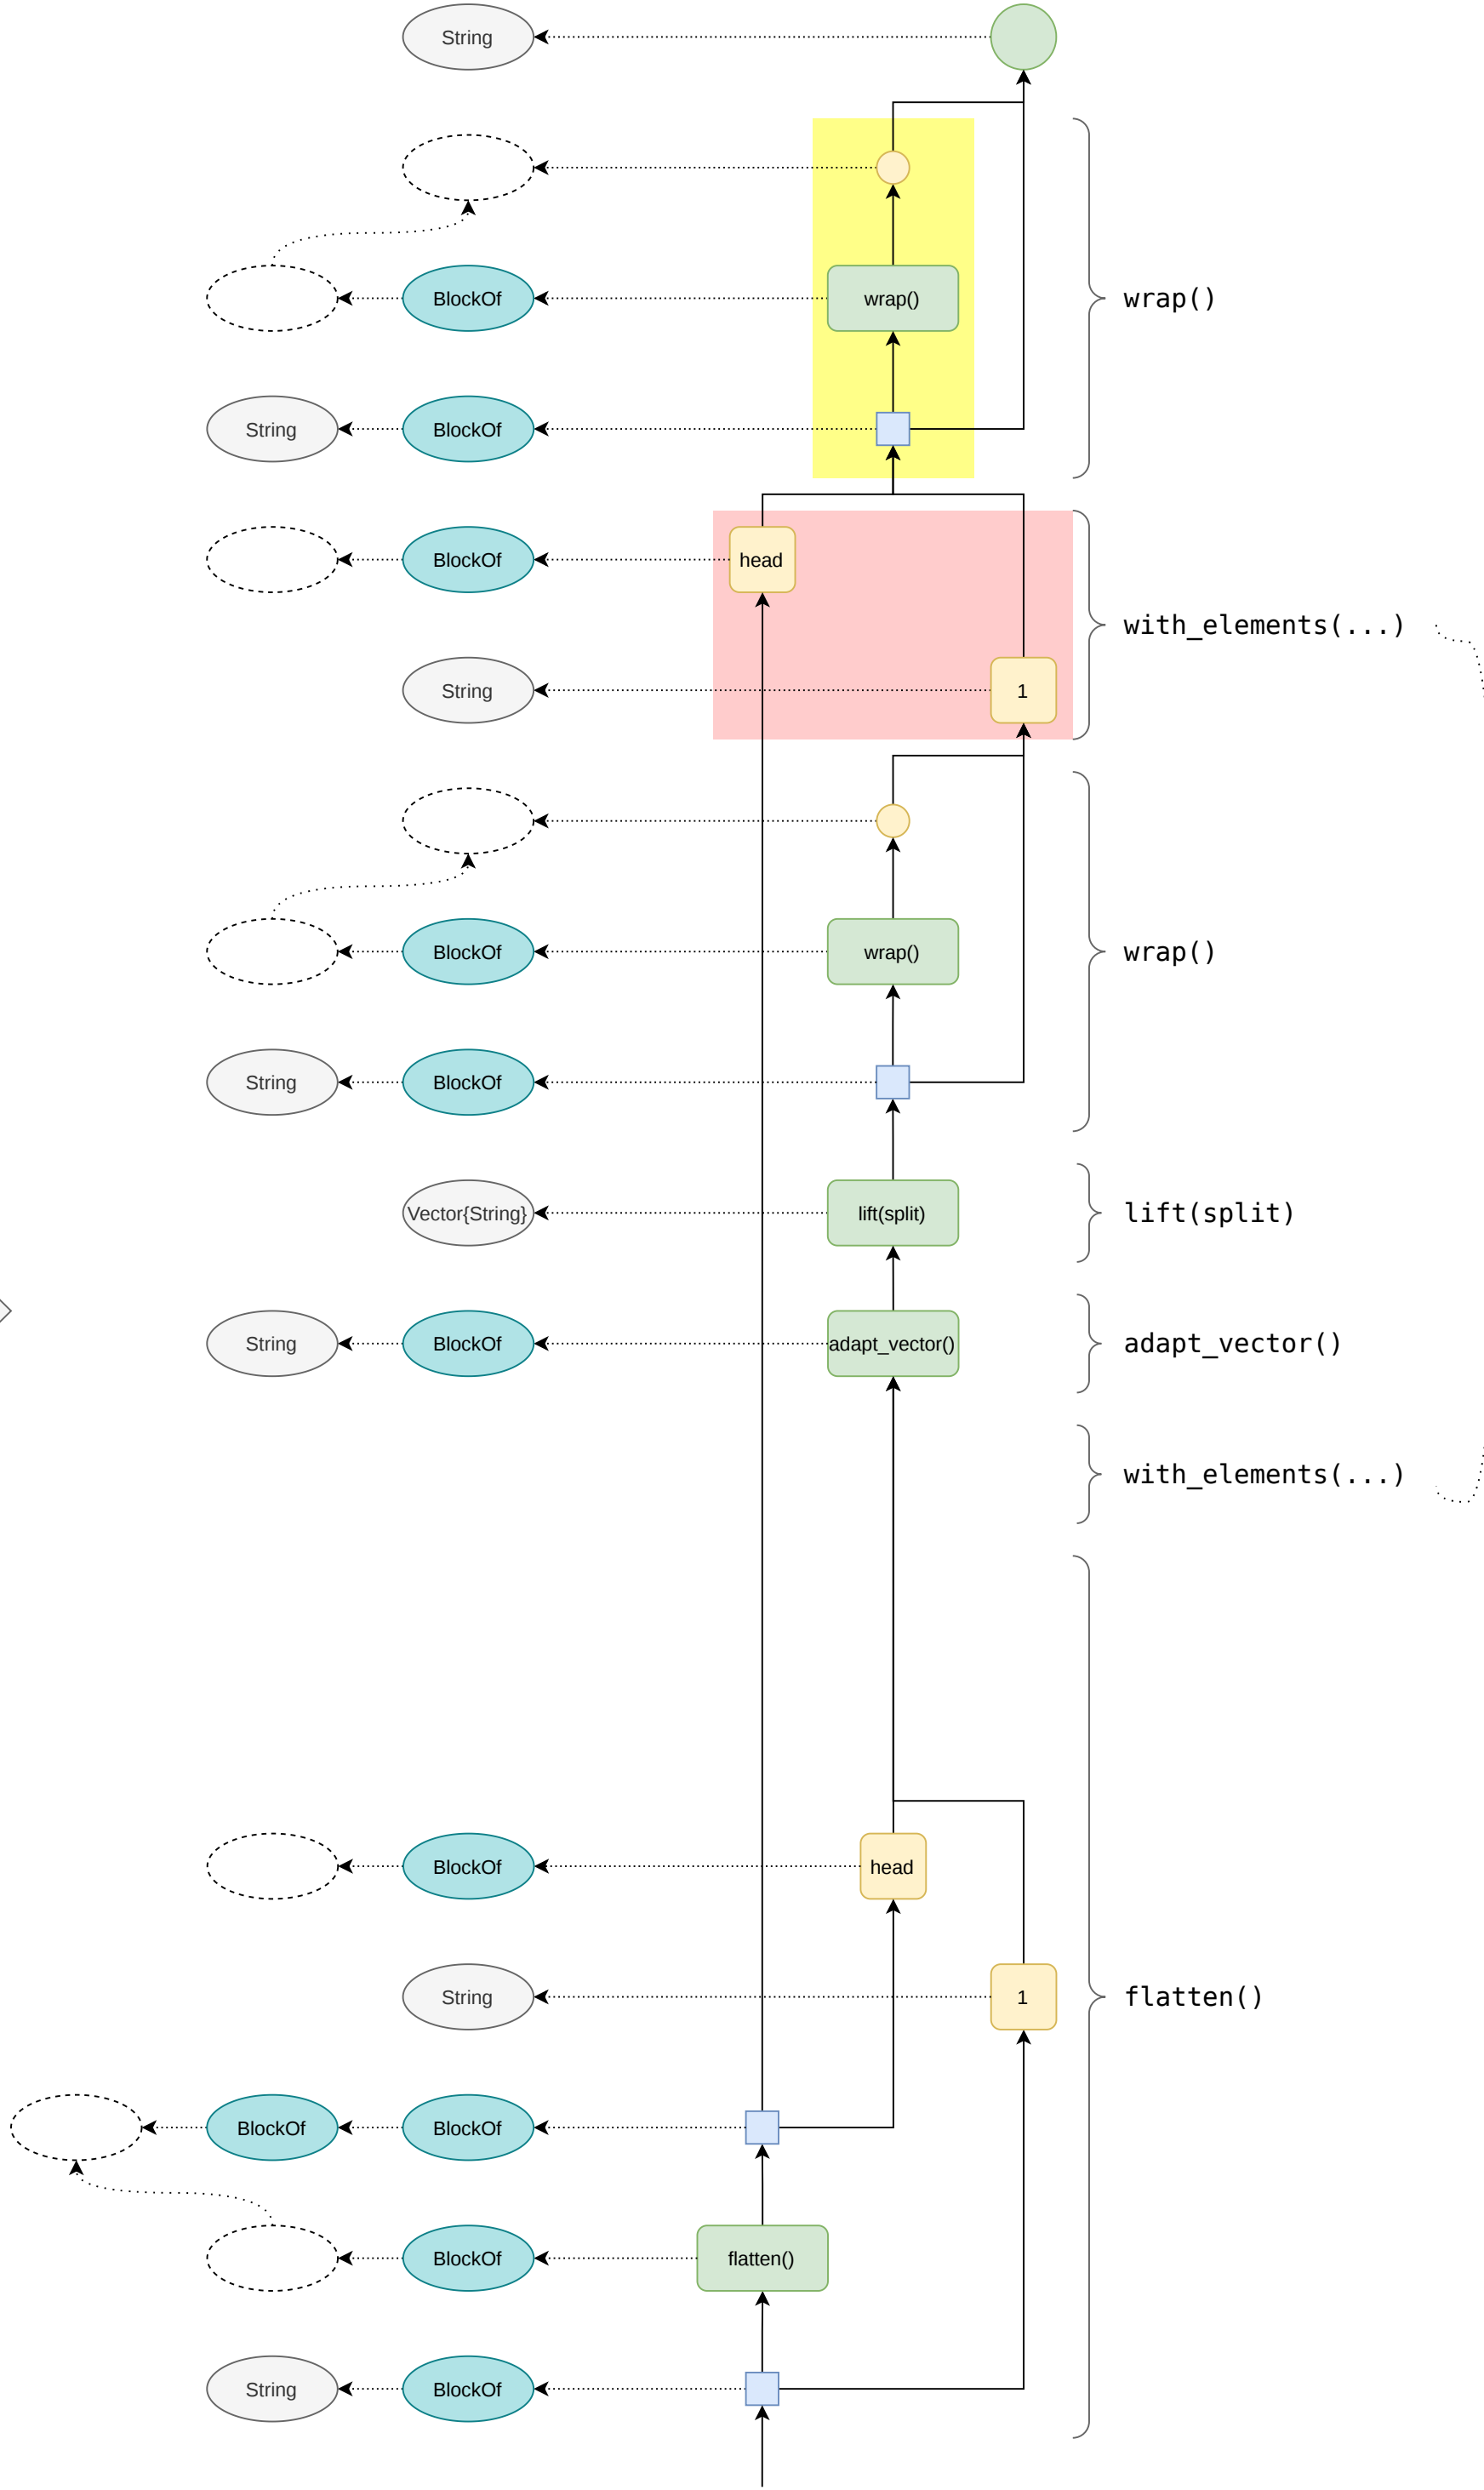 String
BlockOf
wrap()
wrap()
String
BlockOf
BlockOf
head
with_elements(...)
String
1
BlockOf
wrap()
wrap()
String
BlockOf
Vector{String}
lift(split)
lift(split)
String
BlockOf
adapt_vector()
adapt_vector()
with_elements(...)
BlockOf
head
String
1
flatten()
BlockOf
BlockOf
BlockOf
flatten()
String
BlockOf